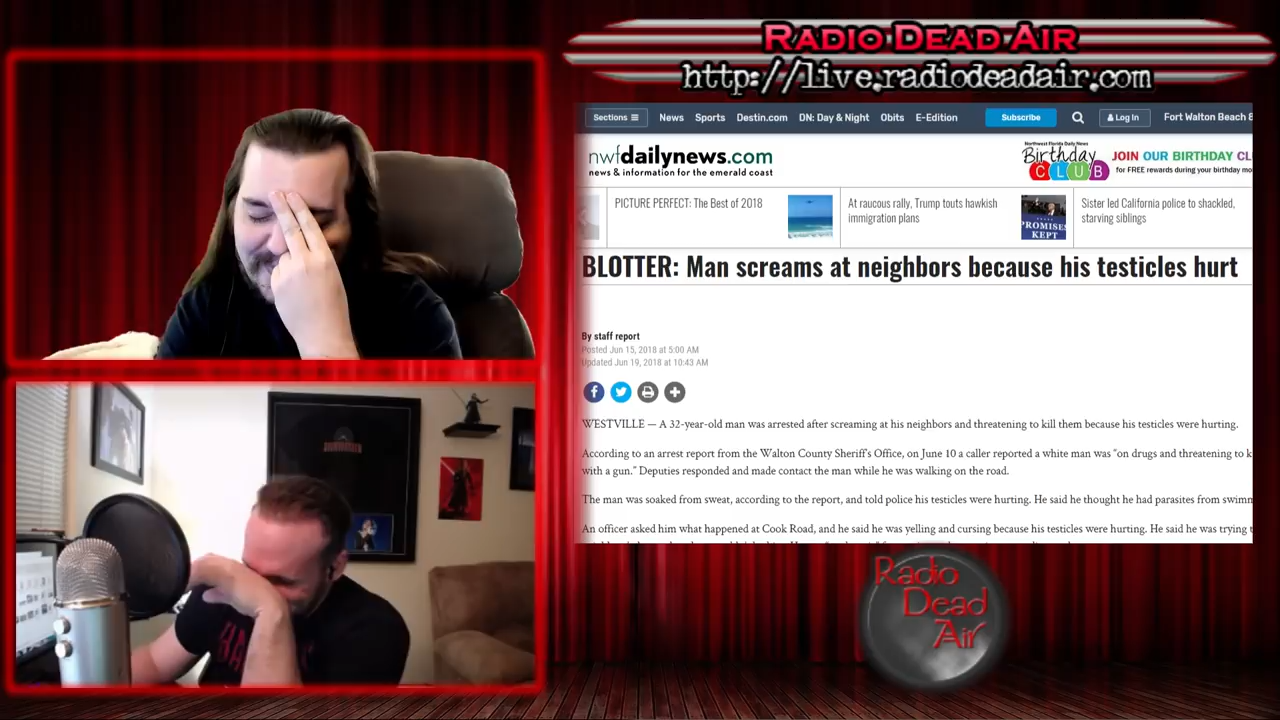 Radio Dead Air
http://live.radiodeadair.com
Sections
News
Sports
Destin.com
DN: Day & Night
Obits
E-Edition
Subscribe
Log In
Fort Walton Beach &
nwfdailynews.com
news & information for the emerald coast
Northwest Florida Daily News
Birthday
CLUB
JOIN OUR BIRTHDAY CL
for FREE rewards during your birthday mo
PICTURE PERFECT: The Best of 2018
At raucous rally, Trump touts hawkish
immigration plans
PROMISES
KEPT
Sister led California police to shackled,
starving siblings
BLOTTER: Man screams at neighbors because his testicles hurt
By staff report
Posted Jun 15, 2018 at 5:00 AM
Updated Jun 19, 2018 at 10:43 AM
WESTVILLE — A 32-year-old man was arrested after screaming at his neighbors and threatening to kill them because his testicles were hurting.
According to an arrest report from the Walton County Sheriff's Office, on June 10 a caller reported a white man was "on drugs and threatening to k
with a gun." Deputies responded and made contact the man while he was walking on the road.
The man was soaked from sweat, according to the report, and told police his testicles were hurting. He said he thought he had parasites from swimm
An officer asked him what happened at Cook Road, and he said he was yelling and cursing because his testicles were hurting. He said he was trying t
Radio
Dead
Air